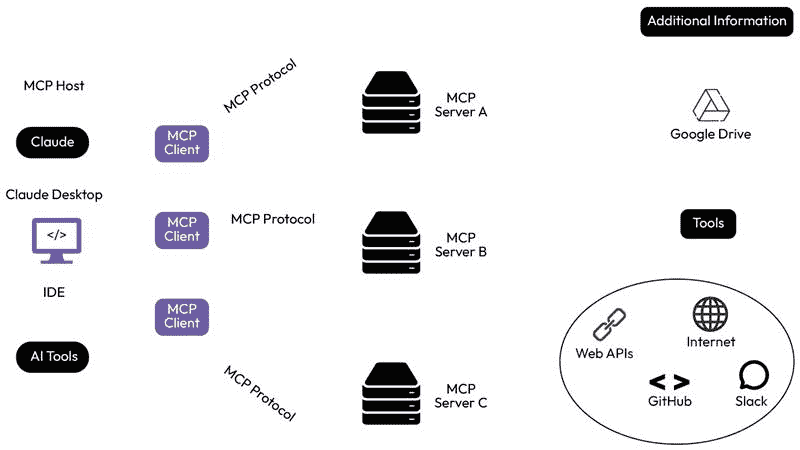 Additional Information
MCP Host
Claude
Claude Desktop
</>
IDE
AI Tools
MCP
Client
MCP
Client
MCP
Client
MCP Protocol
MCP Protocol
MCP Protocol
MCP
Server A
MCP
Server B
MCP
Server C
Google Drive
Tools
Web APIs
Internet
< >
GitHub
Slack